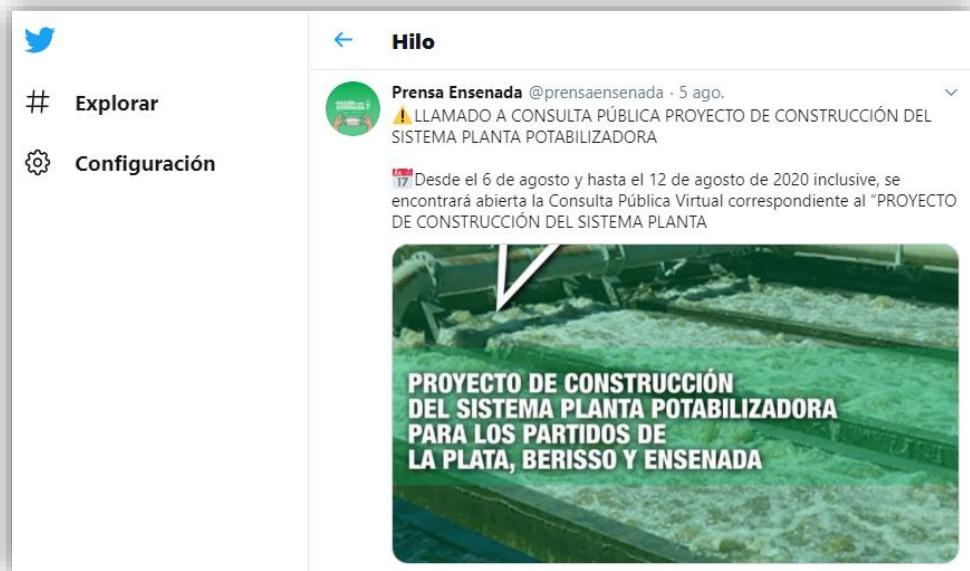 Hilo
Explorar
Configuración
Prensa Ensenada @prensaensenada · 5 ago.
⚠️LLAMADO A CONSULTA PÚBLICA PROYECTO DE CONSTRUCCIÓN DEL
SISTEMA PLANTA POTABILIZADORA
📅Desde el 6 de agosto y hasta el 12 de agosto de 2020 inclusive, se
encontrará abierta la Consulta Pública Virtual correspondiente al “PROYECTO
DE CONSTRUCCIÓN DEL SISTEMA PLANTA
PROYECTO DE CONSTRUCCIÓN
DEL SISTEMA PLANTA POTABILIZADORA
PARA LOS PARTIDOS DE
LA PLATA, BERISSO Y ENSENADA